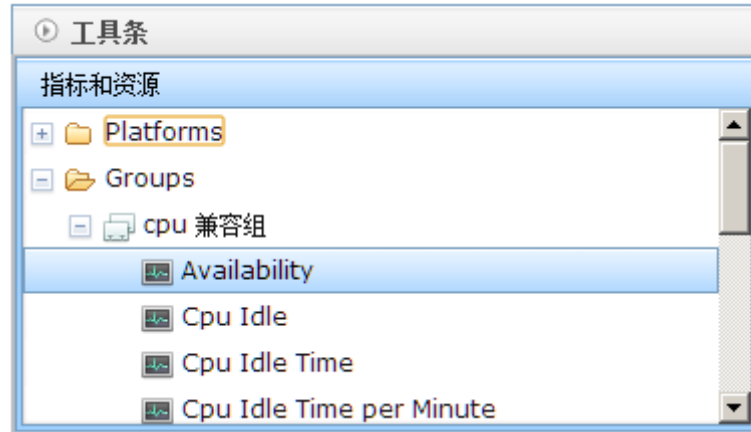 工具条
指标和资源
Platforms
Groups
cpu 兼容组
Availability
Cpu Idle
Cpu Idle Time
Cpu Idle Time per Minute